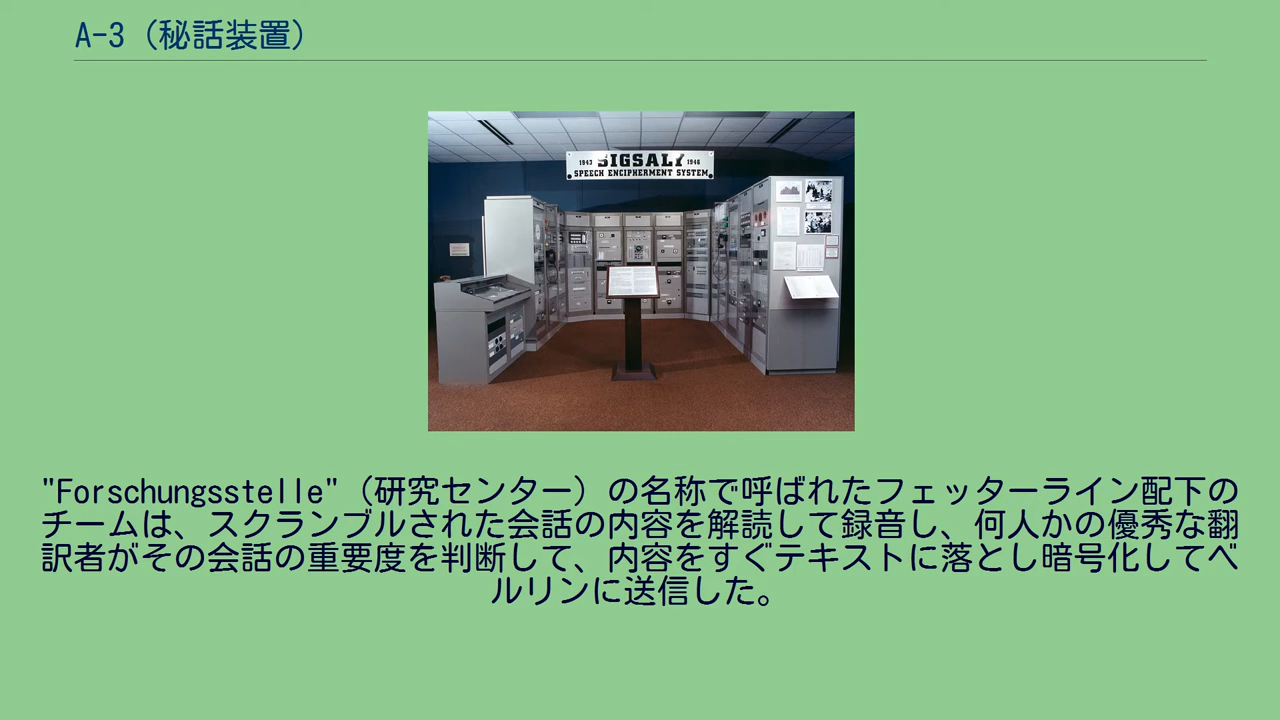 A-3（秘話装置）
1943 SIGSALY 1946
SPEECH ENCIPHERMENT SYSTEM
"Forschungsstelle"（研究センター）の名称で呼ばれたフェッターライン配下の
チームは、スクランブルされた会話の内容を解読して録音し、何人かの優秀な翻
訳者がその会話の重要度を判断して、内容をすぐテキストに落とし暗号化してベ
ルリンに送信した。